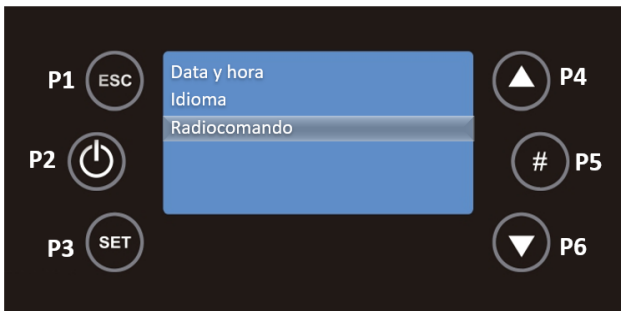 P1 ESC
Data y hora
Idioma
Radiocomando
P4
P2
# P5
P3 SET
P6